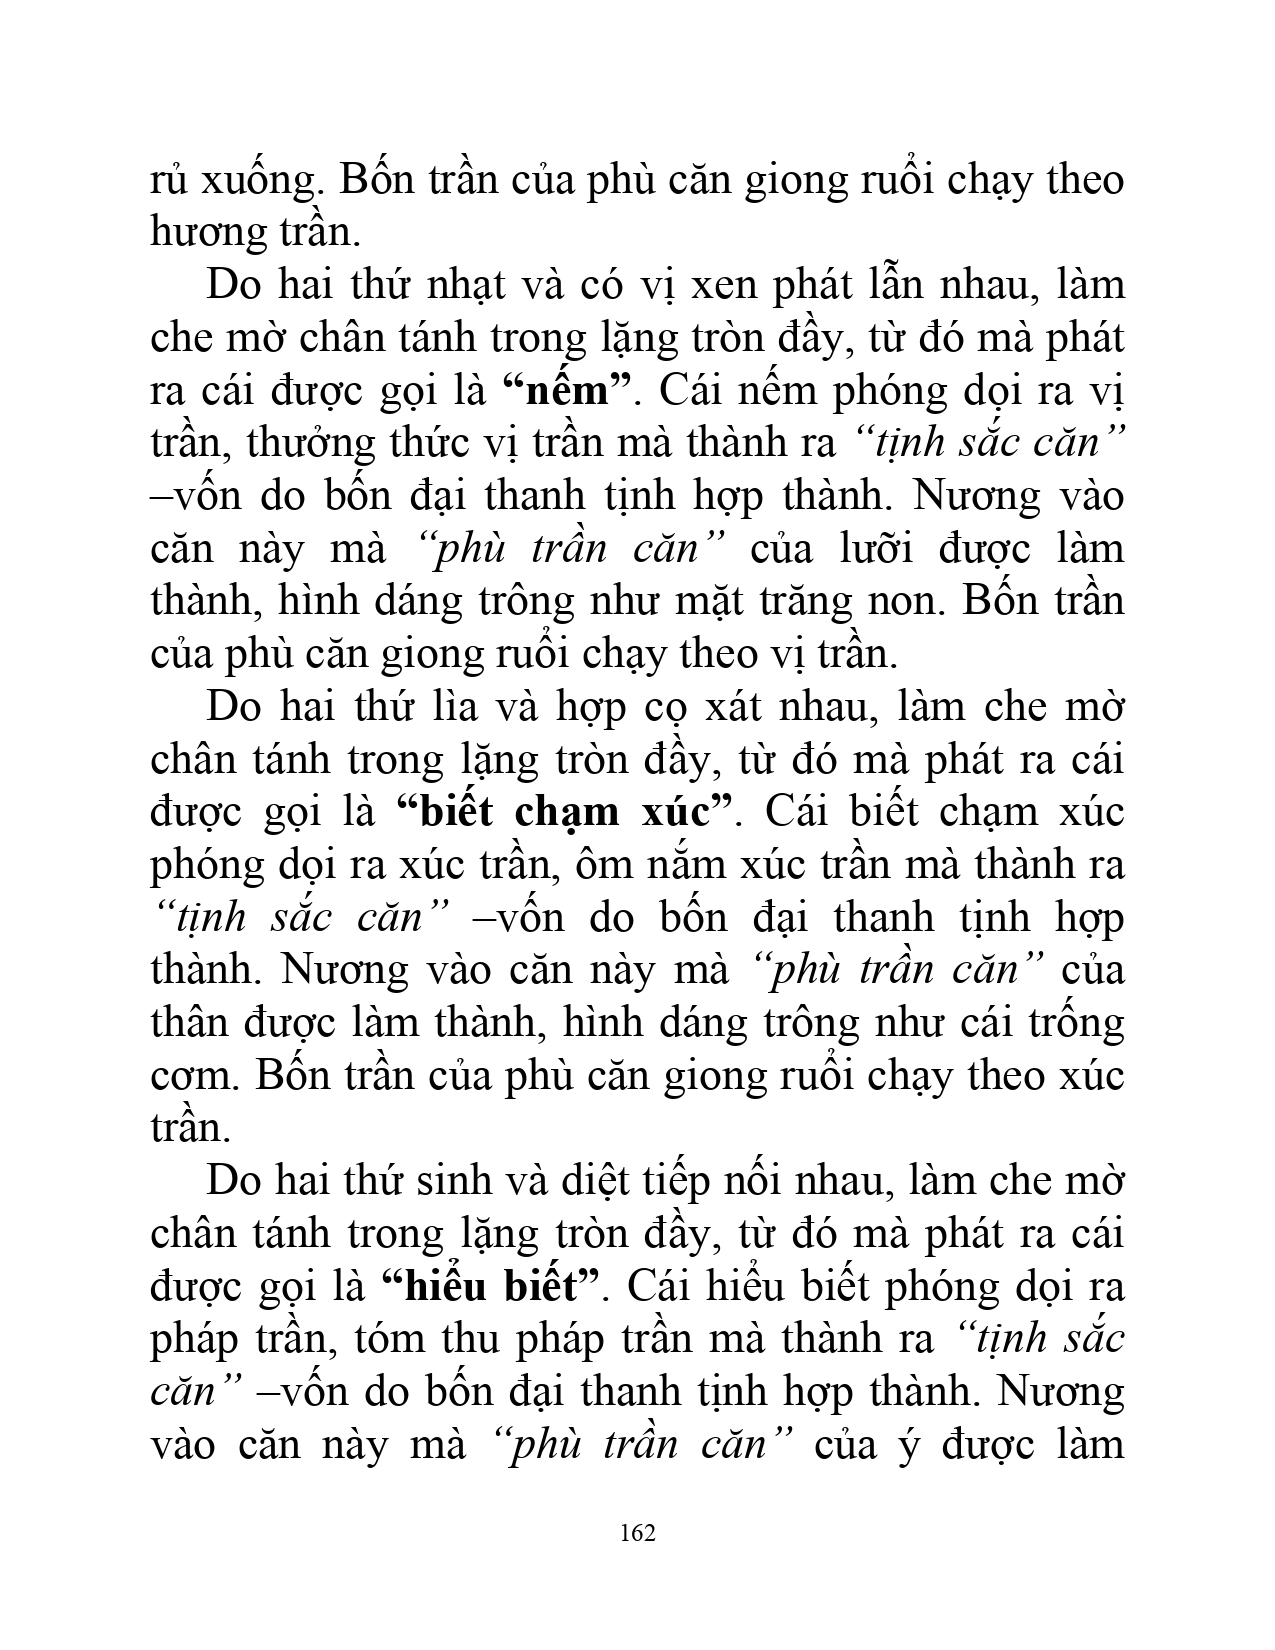 rủ xuống. Bốn trần của phù căn giong ruổi chạy theo
hương trần.
Do hai thứ nhạt và có vị xen phát lẫn nhau, làm
che mờ chân tánh trong lặng tròn đầy, từ đó mà phát
ra cái được gọi là “nếm”. Cái nếm phóng dọi ra vị
trần, thưởng thức vị trần mà thành ra “tịnh sắc căn”
–vốn do bốn đại thanh tịnh hợp thành. Nương vào
căn này mà “phù trần căn” của lưỡi được làm
thành, hình dáng trông như mặt trăng non. Bốn trần
của phù căn giong ruổi chạy theo vị trần.
Do hai thứ lìa và hợp cọ xát nhau, làm che mờ
chân tánh trong lặng tròn đầy, từ đó mà phát ra cái
được gọi là “biết chạm xúc”. Cái biết chạm xúc
phóng dọi ra xúc trần, ôm nắm xúc trần mà thành ra
“tịnh sắc căn” –vốn do bốn đại thanh tịnh hợp
thành. Nương vào căn này mà “phù trần căn” của
thân được làm thành, hình dáng trông như cái trống
cơm. Bốn trần của phù căn giong ruổi chạy theo xúc
trần.
Do hai thứ sinh và diệt tiếp nối nhau, làm che mờ
chân tánh trong lặng tròn đầy, từ đó mà phát ra cái
được gọi là “hiểu biết”. Cái hiểu biết phóng dọi ra
pháp trần, tóm thu pháp trần mà thành ra “tịnh sắc
căn” –vốn do bốn đại thanh tịnh hợp thành. Nương
vào căn này mà “phù trần căn” của ý được làm
162